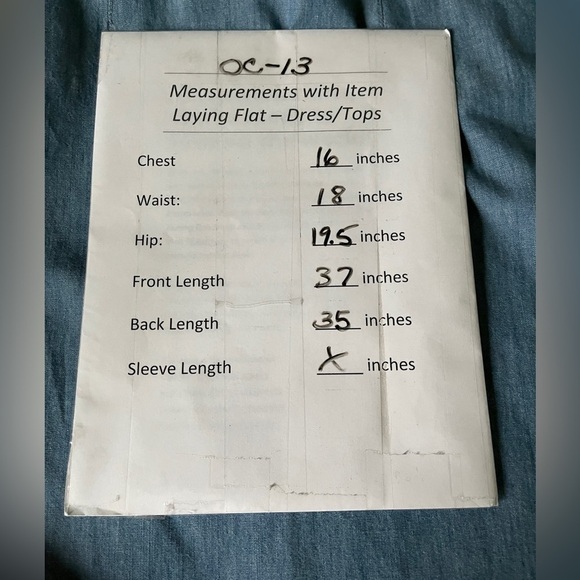 OC-13
Measurements with Item
Laying Flat – Dress/Tops
Chest 16 inches
Waist: 18 inches
Hip: 19.5 inches
Front Length 37 inches
Back Length 35 inches
Sleeve Length X inches